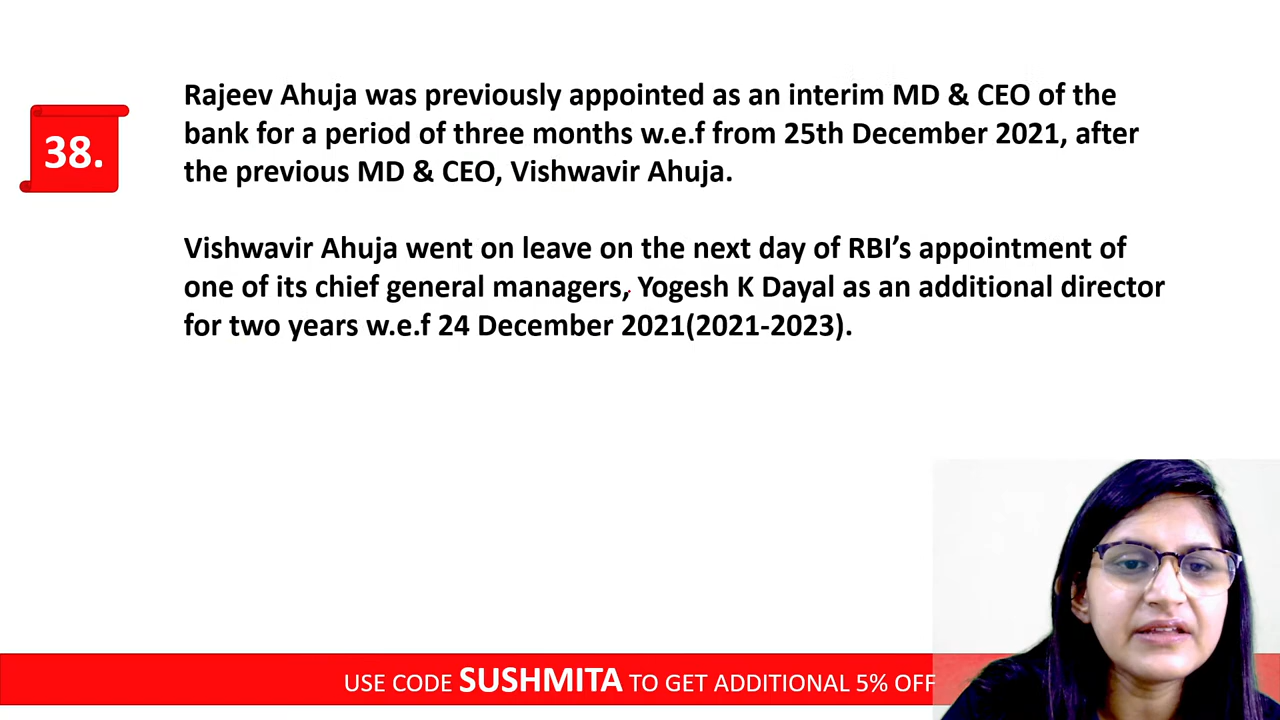 38.
Rajeev Ahuja was previously appointed as an interim MD & CEO of the
bank for a period of three months w.e.f from 25th December 2021, after
the previous MD & CEO, Vishwavir Ahuja.
Vishwavir Ahuja went on leave on the next day of RBI’s appointment of
one of its chief general managers, Yogesh K Dayal as an additional director
for two years w.e.f 24 December 2021(2021-2023).
USE CODE SUSHMITA TO GET ADDITIONAL 5% OFF